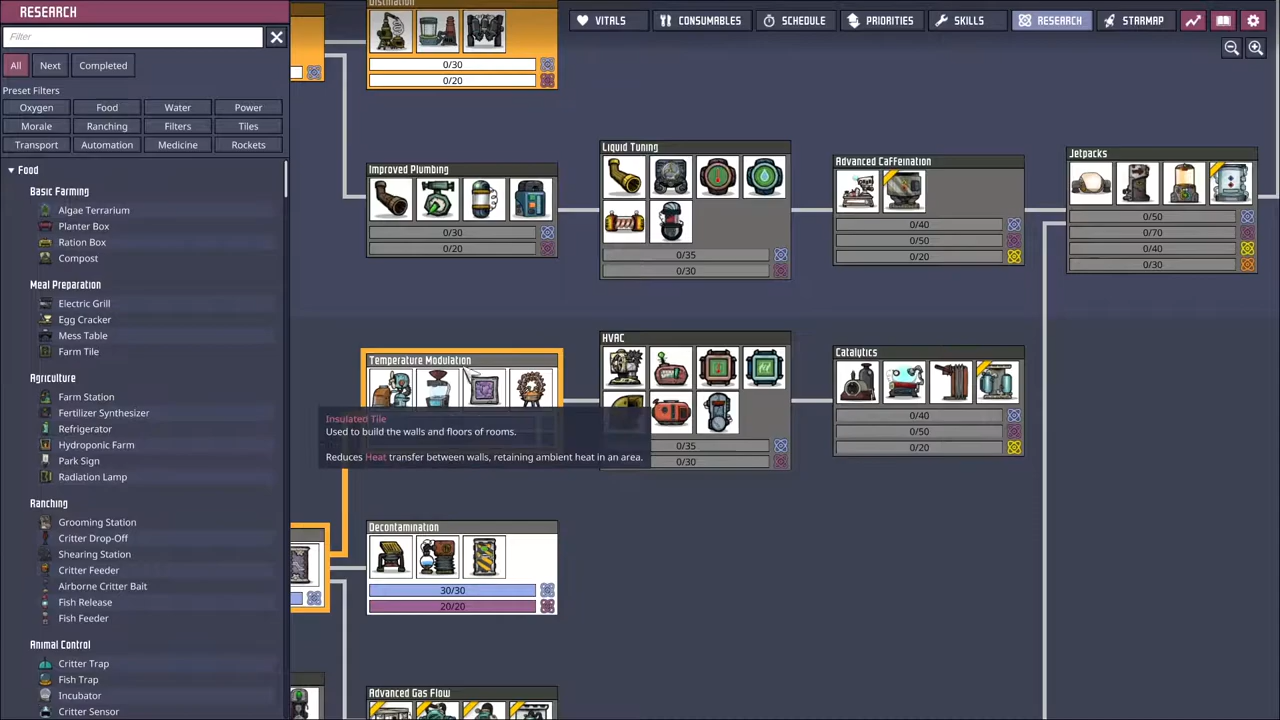 RESEARCH
Filter
All
Next
Completed
Preset Filters
Oxygen
Food
Water
Power
Morale
Ranching
Filters
Tiles
Transport
Automation
Medicine
Rockets
Food
Basic Farming
Algae Terrarium
Planter Box
Ration Box
Compost
Meal Preparation
Electric Grill
Egg Cracker
Mess Table
Farm Tile
Agriculture
Farm Station
Fertilizer Synthesizer
Refrigerator
Hydroponic Farm
Park Sign
Radiation Lamp
Ranching
Grooming Station
Critter Drop-Off
Shearing Station
Critter Feeder
Airborne Critter Bait
Fish Release
Fish Feeder
Animal Control
Critter Trap
Fish Trap
Incubator
Critter Sensor
VITALS
CONSUMABLES
SCHEDULE
PRIORITIES
SKILLS
RESEARCH
STARMAP
Distillation
0/30
0/20
Improved Plumbing
0/30
0/20
Liquid Tuning
0/35
0/30
Advanced Caffeination
0/40
0/50
0/20
Jetpacks
0/50
0/70
0/40
0/30
Temperature Modulation
Insulated Tile
Used to build the walls and floors of rooms.
Reduces Heat transfer between walls, retaining ambient heat in an area.
HVAC
0/35
0/30
Catalytics
0/40
0/50
0/20
Decontamination
30/30
20/20
Advanced Gas Flow